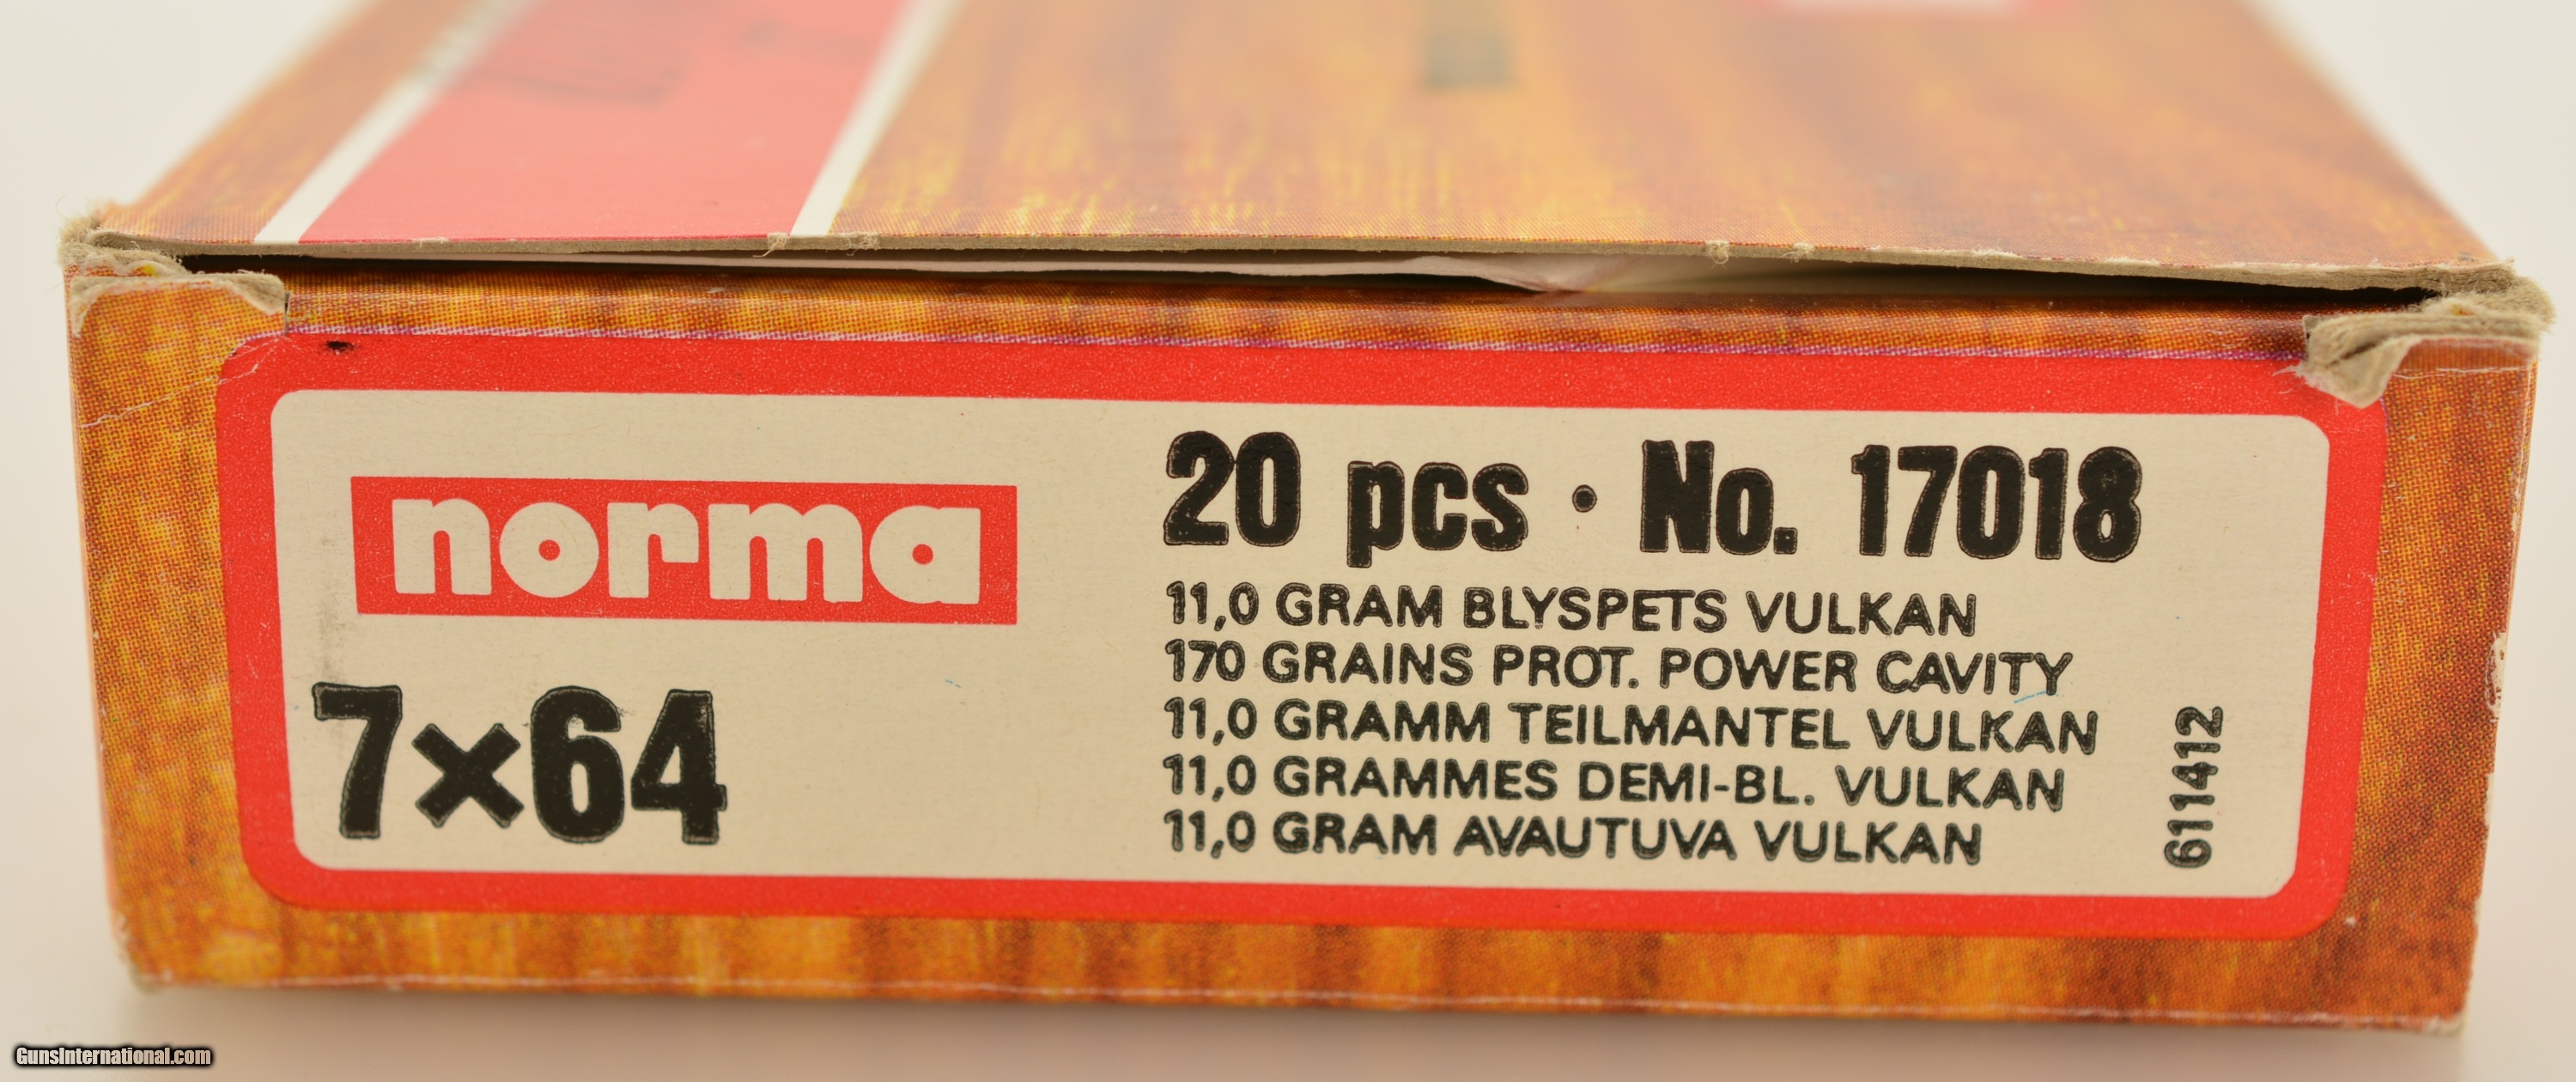 norma
7×64
20 pcs · No. 17018
11,0 GRAM BLYSPETS VULKAN
170 GRAINS PROT. POWER CAVITY
11,0 GRAMM TEILMANTEL VULKAN
11,0 GRAMMES DEMI-BL. VULKAN
11,0 GRAM AVAUTUVA VULKAN
611412
GunsInternational.com